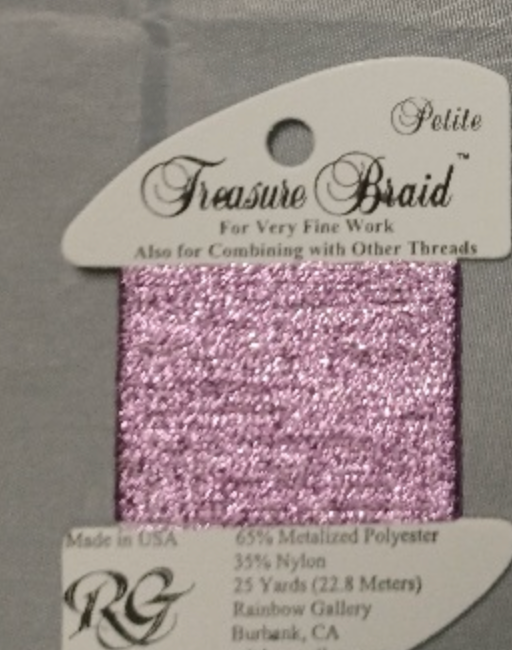 Petite
Treasure Braid™
For Very Fine Work
Also for Combining with Other Threads
Made in USA
65% Metalized Polyester
35% Nylon
25 Yards (22.8 Meters)
RG
Rainbow Gallery
Burbank, CA